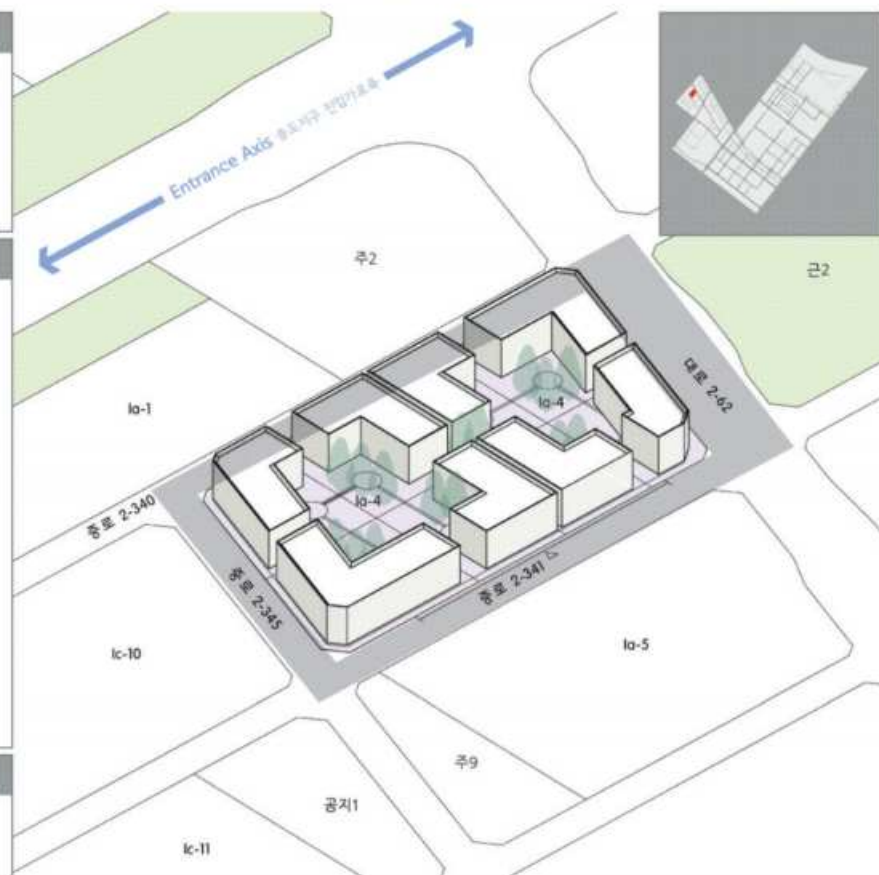 Entrance Axis 송도지구 진입가로축
주2
근2
Ia-1
Ia-4
대로 2-62
Ia-4
중로 2-340
중로 2-341
중로 2-345
Ia-5
Ic-10
주9
공지1
Ic-11